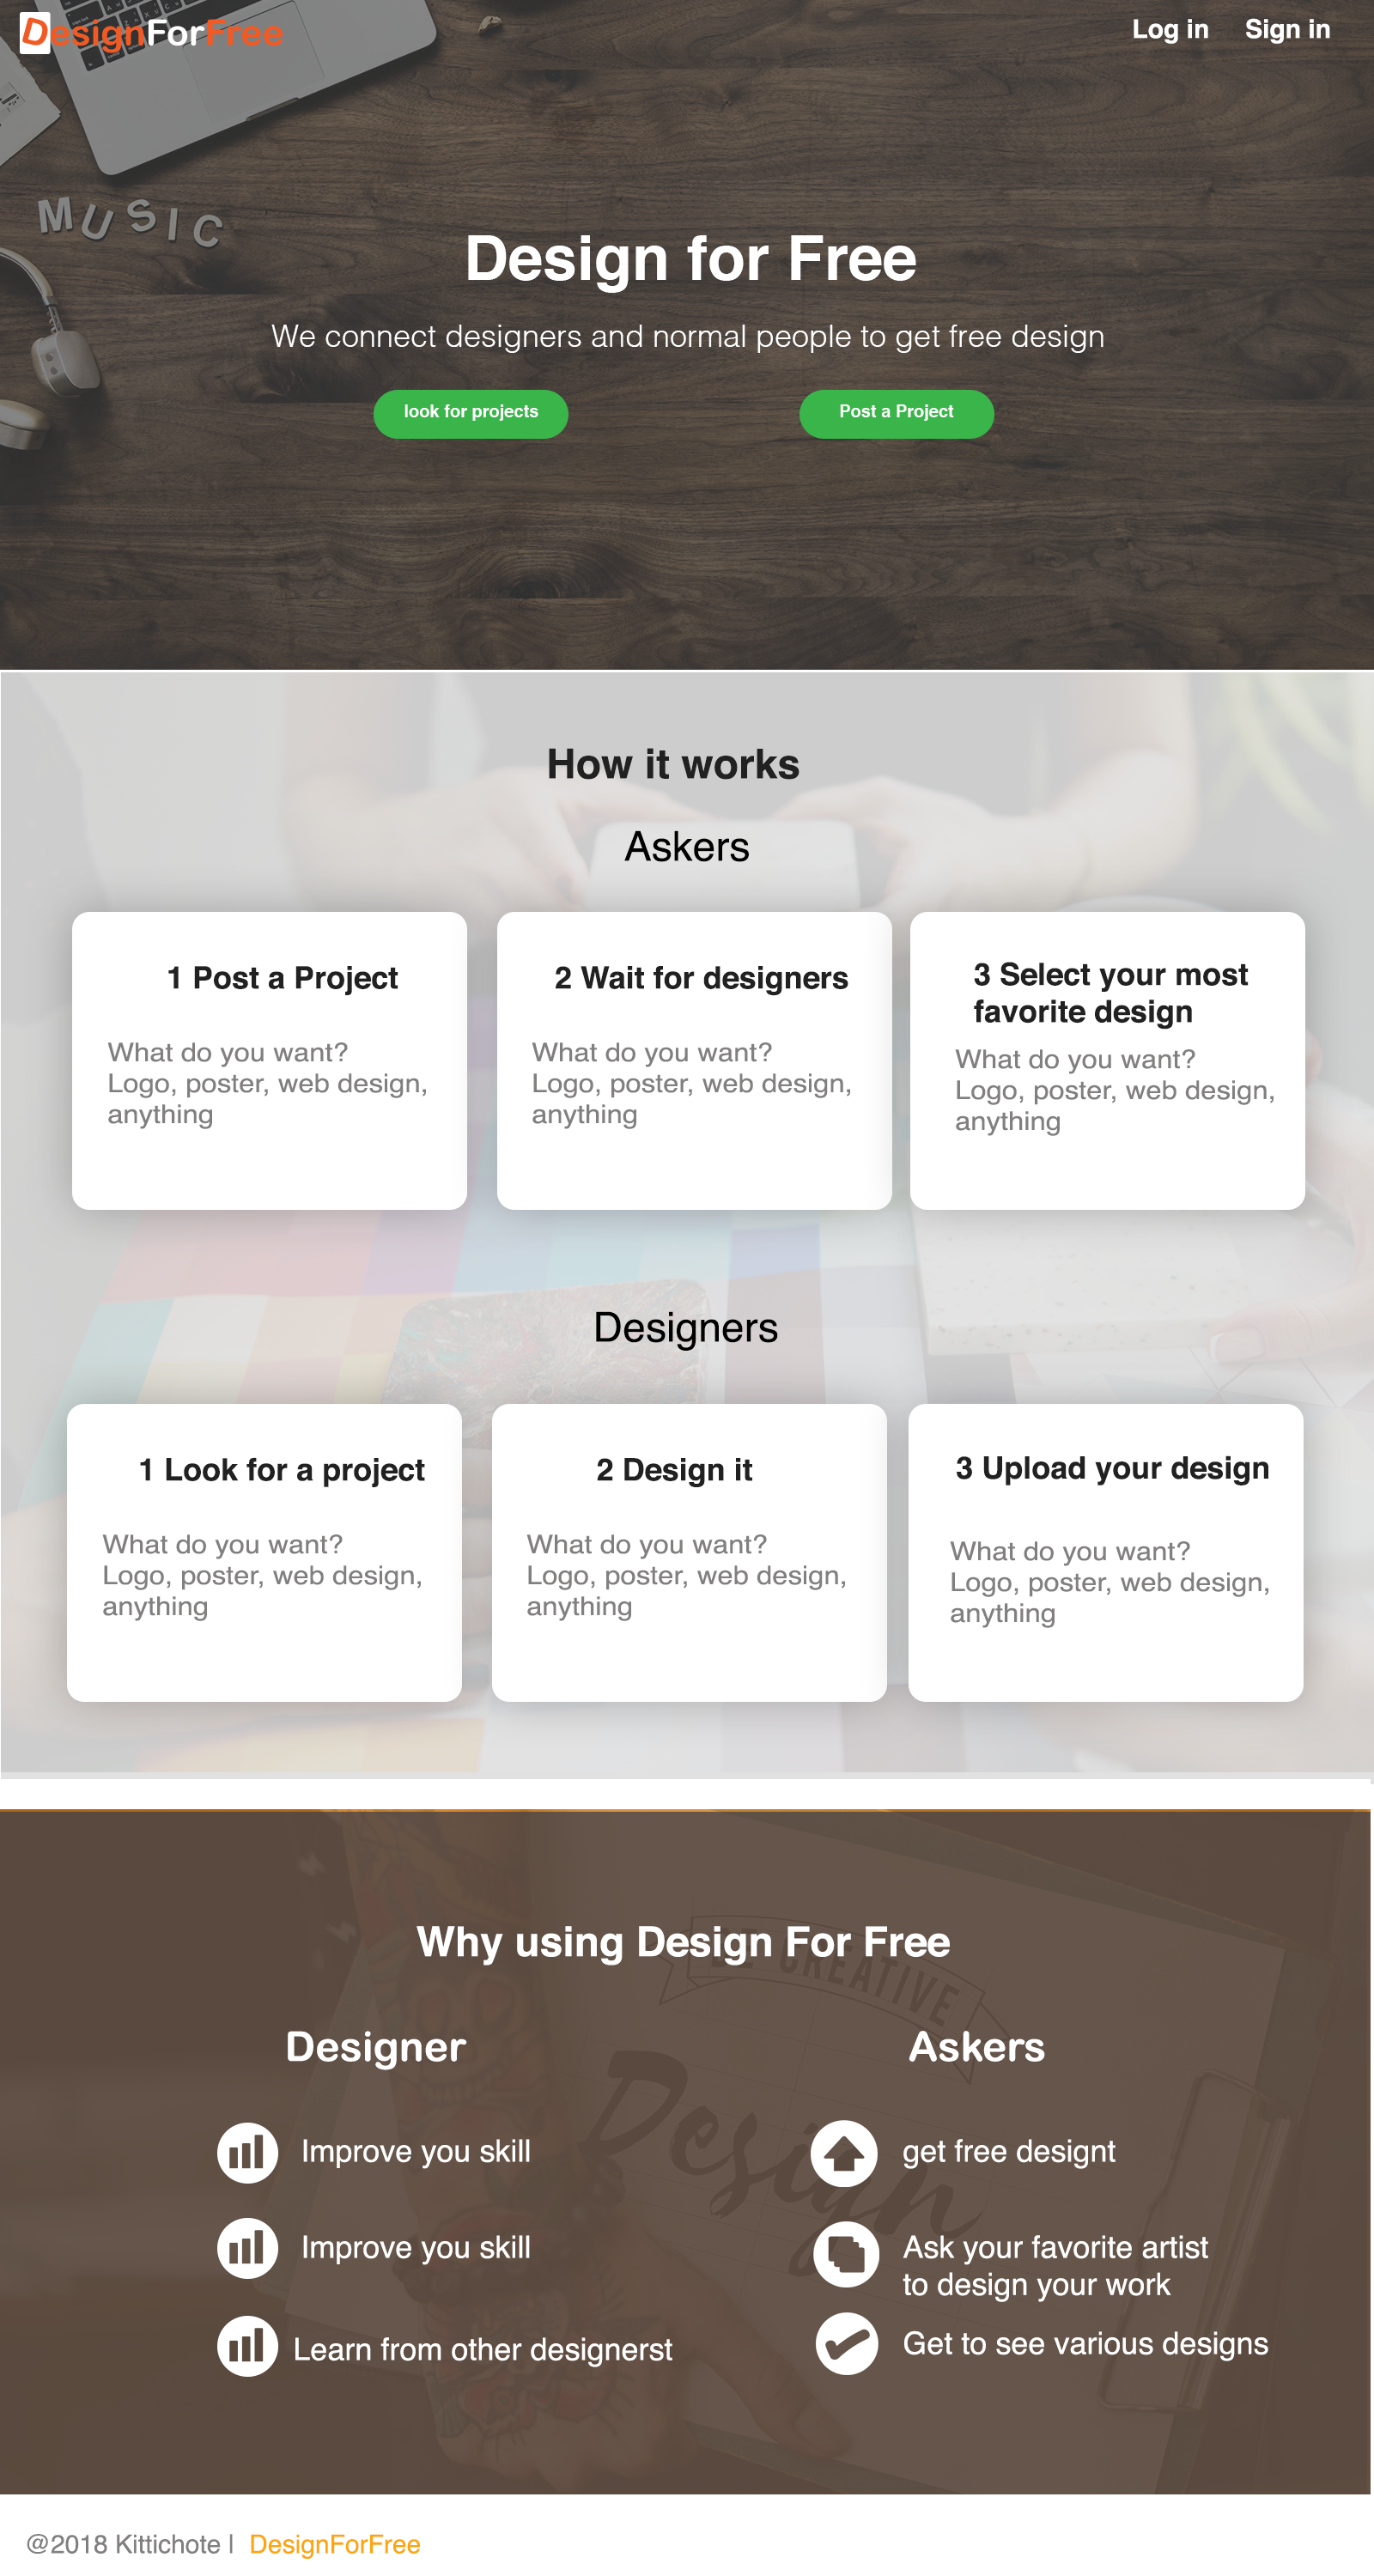 DesignForFree
Log in Sign in
MUSIC
Design for Free
We connect designers and normal people to get free design
look for projects
Post a Project
How it works
Askers
1 Post a Project
What do you want?
Logo, poster, web design,
anything
2 Wait for designers
What do you want?
Logo, poster, web design,
anything
3 Select your most
favorite design
What do you want?
Logo, poster, web design,
anything
Designers
1 Look for a project
What do you want?
Logo, poster, web design,
anything
2 Design it
What do you want?
Logo, poster, web design,
anything
3 Upload your design
What do you want?
Logo, poster, web design,
anything
Why using Design For Free
BE CREATIVE
Design
Designer
Improve you skill
Improve you skill
Learn from other designerst
Askers
get free designt
Ask your favorite artist
to design your work
Get to see various designs
@2018 Kittichote | DesignForFree